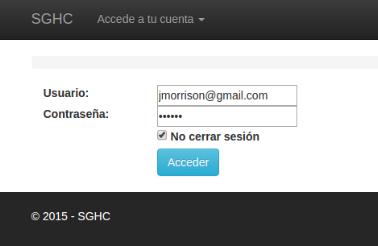 SGHC Accede a tu cuenta
Usuario: jmorrison@gmail.com
Contraseña: ••••••
No cerrar sesión
Acceder
© 2015 - SGHC